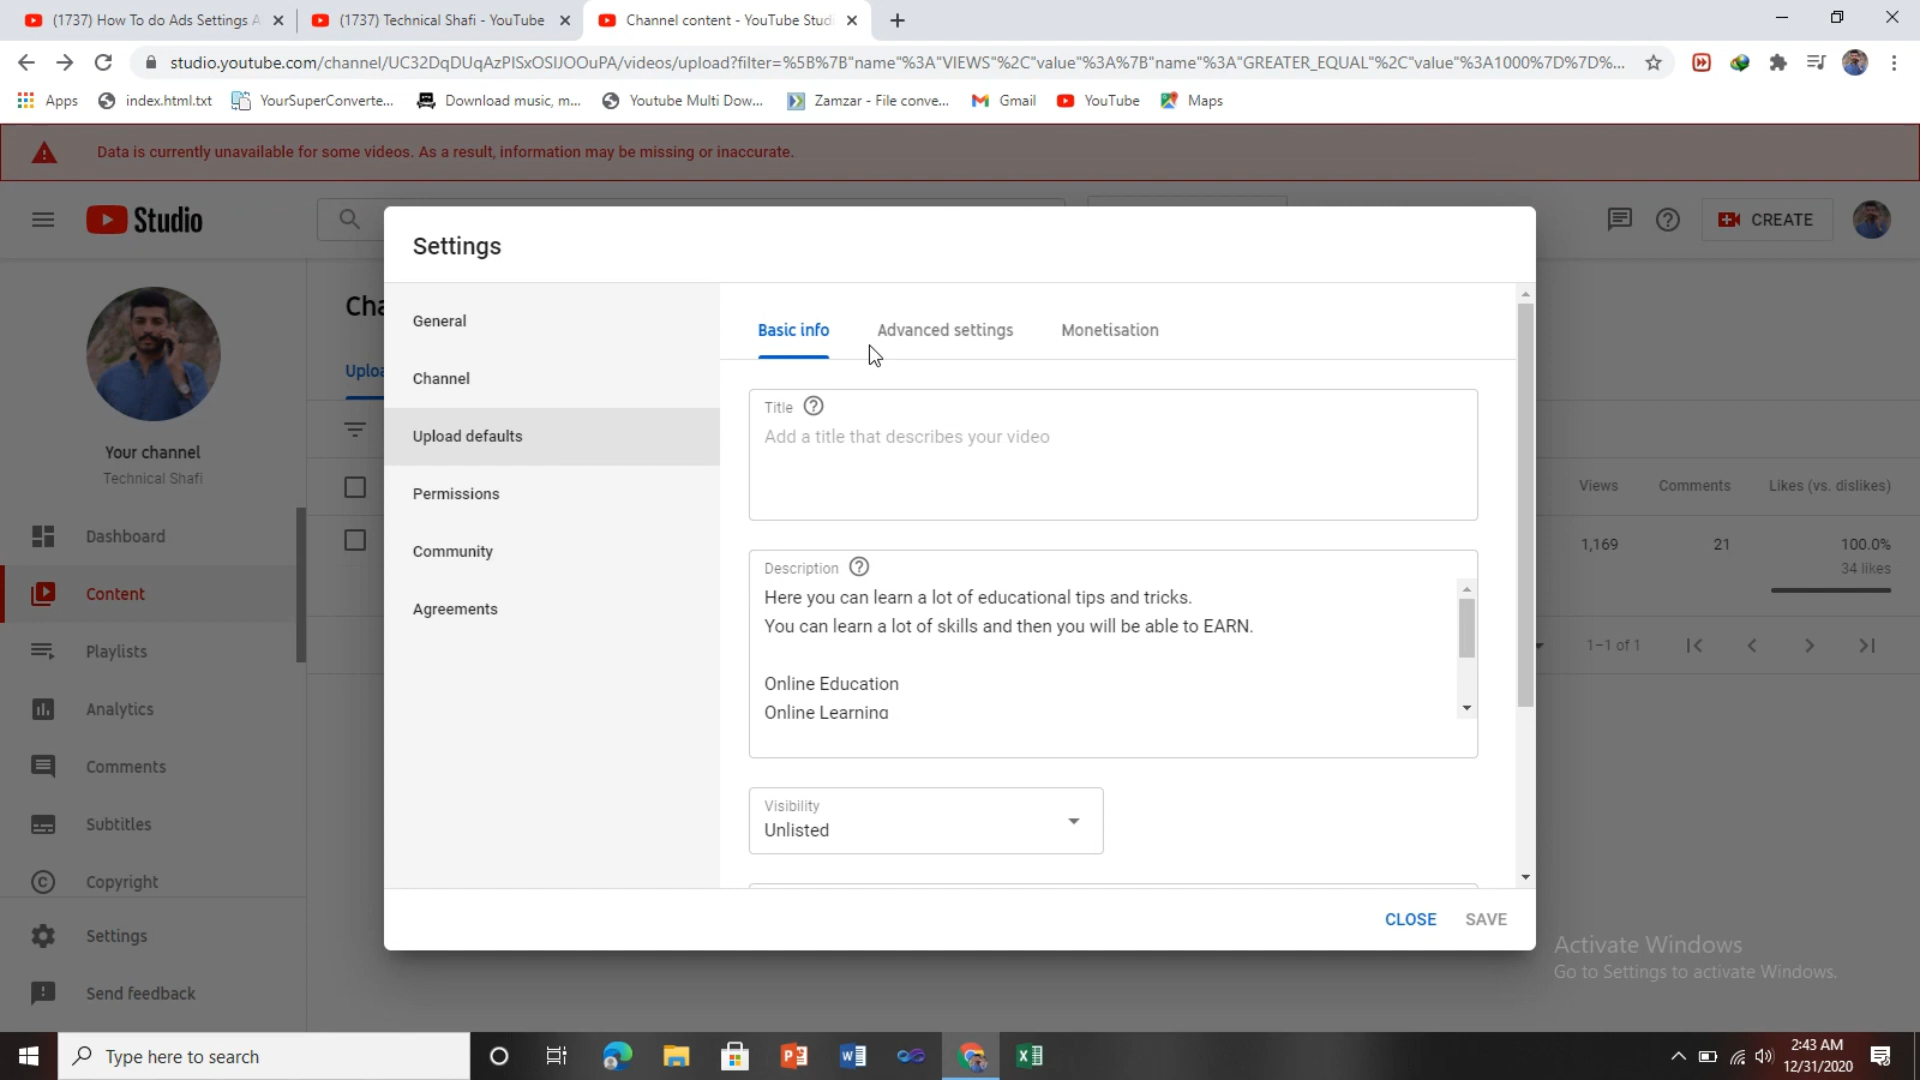 (1737) How To do Ads Settings A
(1737) Technical Shafi - YouTube
Channel content - YouTube Studi
studio.youtube.com/channel/UC32DqDUqAzPISxOSIJOOuPA/videos/upload?filter=%5B%7B"name"%3A"VIEWS"%2C"value"%3A%7B"name"%3A"GREATER_EQUAL"%2C"value"%3A1000%7D%7D%...
Apps
index.html.txt
YourSuperConverte...
Download music, m...
Youtube Multi Dow...
Zamzar - File conve...
Gmail
YouTube
Maps
Data is currently unavailable for some videos. As a result, information may be missing or inaccurate.
Studio
CREATE
Your channel
Technical Shafi
Dashboard
Content
Playlists
Analytics
Comments
Subtitles
Copyright
Settings
Send feedback
Cha
Uploa
Settings
General
Channel
Upload defaults
Permissions
Community
Agreements
Basic info
Advanced settings
Monetisation
Title
Add a title that describes your video
Description
Here you can learn a lot of educational tips and tricks.
You can learn a lot of skills and then you will be able to EARN.
Online Education
Online Learning
Visibility
Unlisted
CLOSE
SAVE
Views
Comments
Likes (vs. dislikes)
1,169
21
100.0%
34 likes
1–1 of 1
Activate Windows
Go to Settings to activate Windows.
Type here to search
2:43 AM
12/31/2020